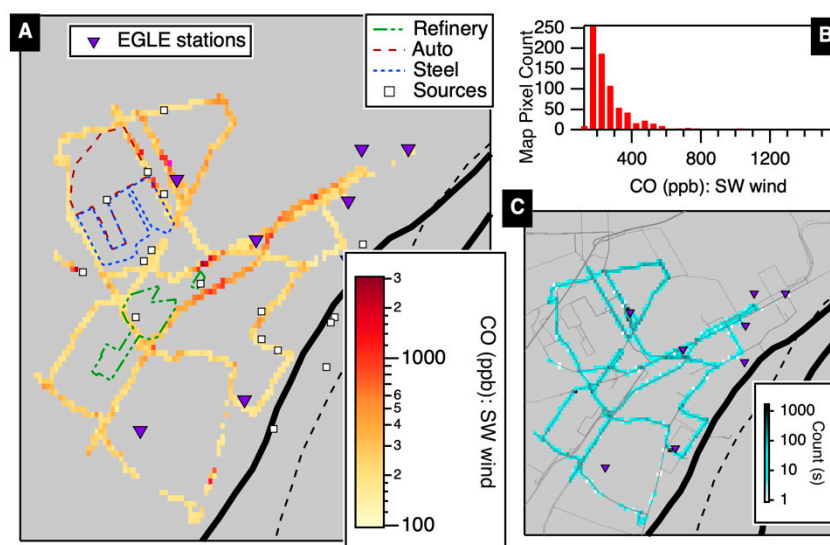 A
EGLE stations
Refinery
Auto
Steel
Sources
3
2
1000
6
5
4
3
2
100
CO (ppb): SW wind
B
250
200
150
100
50
0
Map Pixel Count
400
800
1200
CO (ppb): SW wind
C
1000
100
10
1
Count (s)